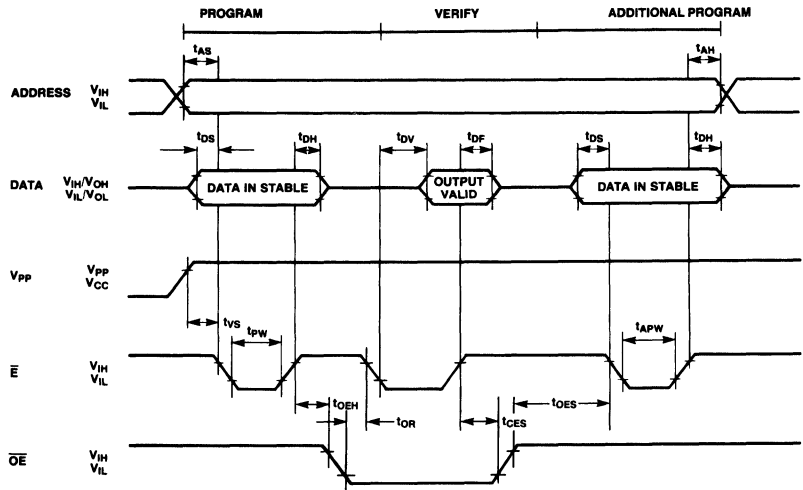 PROGRAM VERIFY ADDITIONAL PROGRAM
tAS tAH
ADDRESS VIH
VIL
tDS tDH tDV tDF tDS tDH
DATA VIH/VOH
VIL/VOL
DATA IN STABLE
OUTPUT
VALID
DATA IN STABLE
VPP VPP
VCC
tVS tPW tAPW
E VIH
VIL
tOEH tOR tCES tOES
OE VIH
VIL